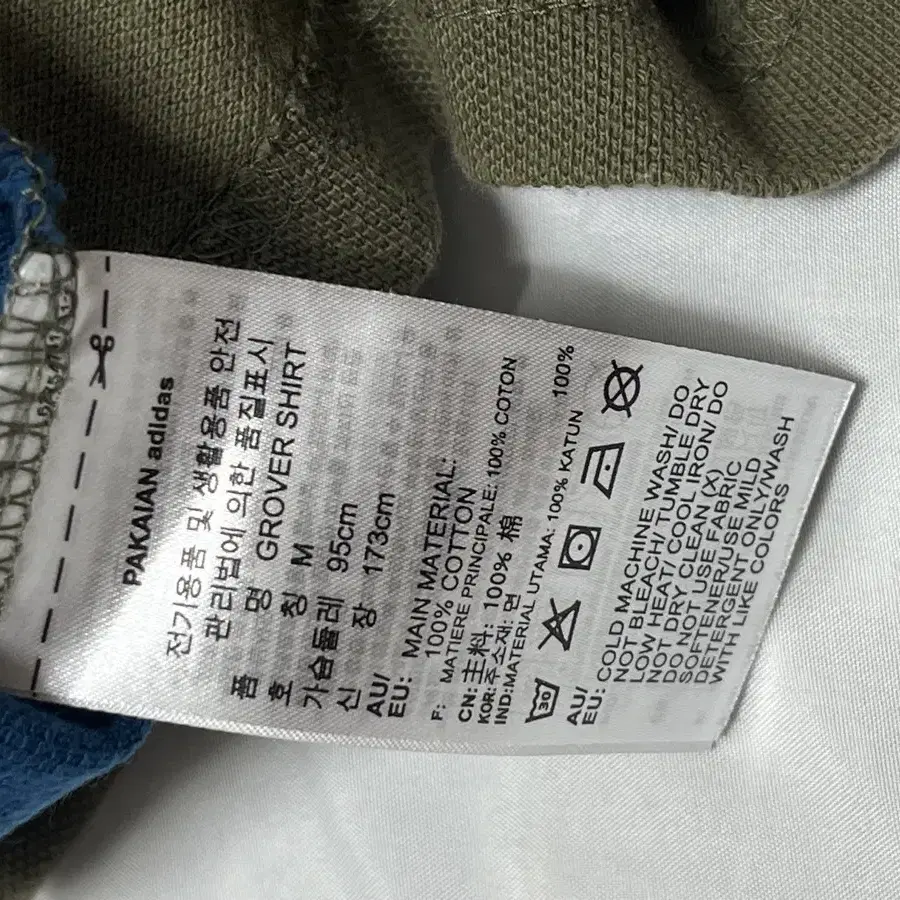 PAKAIAN adidas
전기용품 및 생활용품 안전
관리법에 의한 품질표시
품 명 GROVER SHIRT
호 칭 M
가슴둘레 95cm
신 장 173cm
AU/ MAIN MATERIAL:
EU: 100% COTTON
F: MATIERE PRINCIPALE: 100% COTTON
CN: 主料: 100% 棉
KOR: 주소재: 면 100%
IND: MATERIAL UTAMA: 100% KATUN
30
AU/ COLD MACHINE WASH/ DO
EU: NOT BLEACH/ TUMBLE DRY
LOW HEAT/ COOL IRON/ DO
NOT DRY CLEAN (X)
DO NOT USE FABRIC
SOFTENER/USE MILD
DETERGENT ONLY/WASH
WITH LIKE COLORS